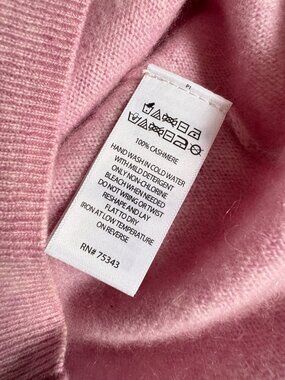 100% CASHMERE
HAND WASH IN COLD WATER
WITH MILD DETERGENT
ONLY NON-CHLORINE
BLEACH WHEN NEEDED
DO NOT WRING OR TWIST
RESHAPE AND LAY
FLAT TO DRY
IRON AT LOW TEMPERATURE
ON REVERSE
RN# 75343